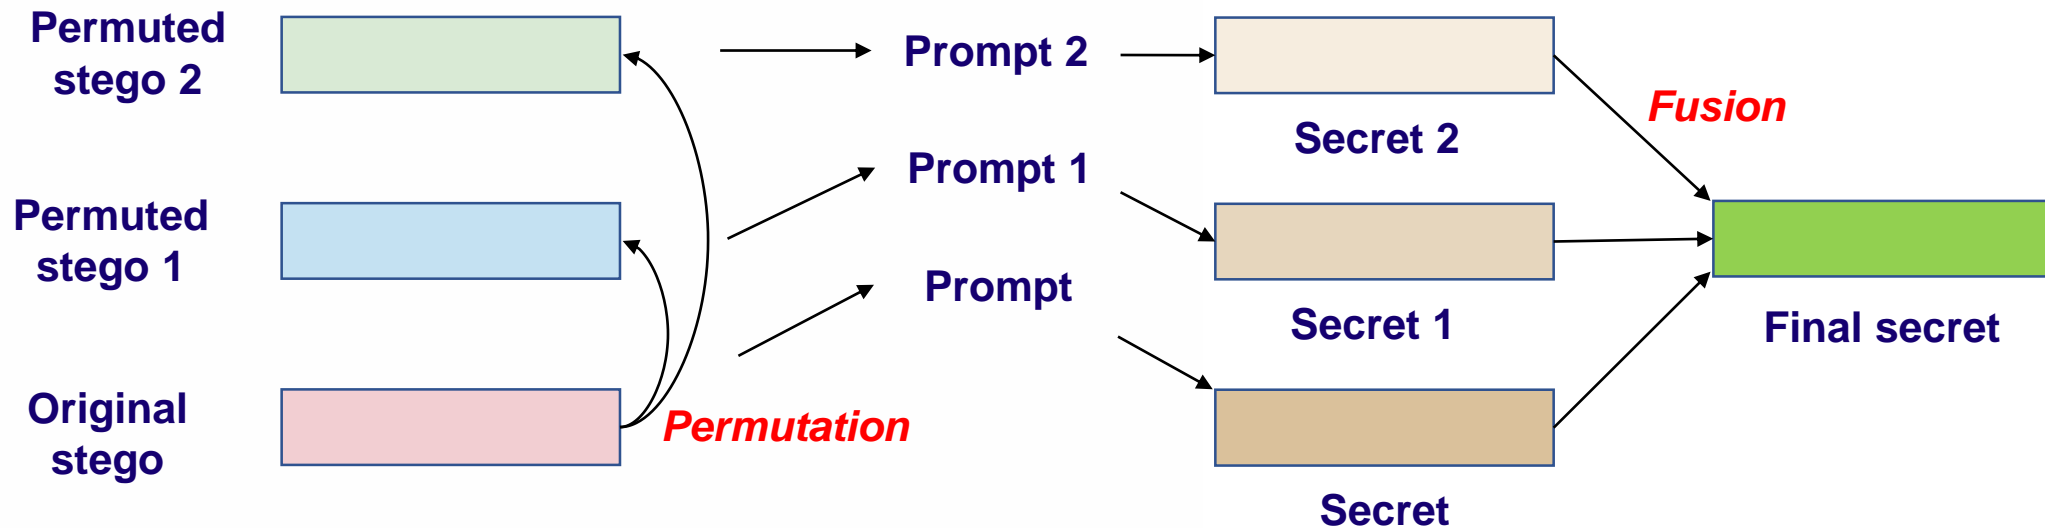 Permuted
stego 2
Prompt 2
Secret 2
Fusion
Permuted
stego 1
Prompt 1
Secret 1
Final secret
Original
stego
Permutation
Prompt
Secret